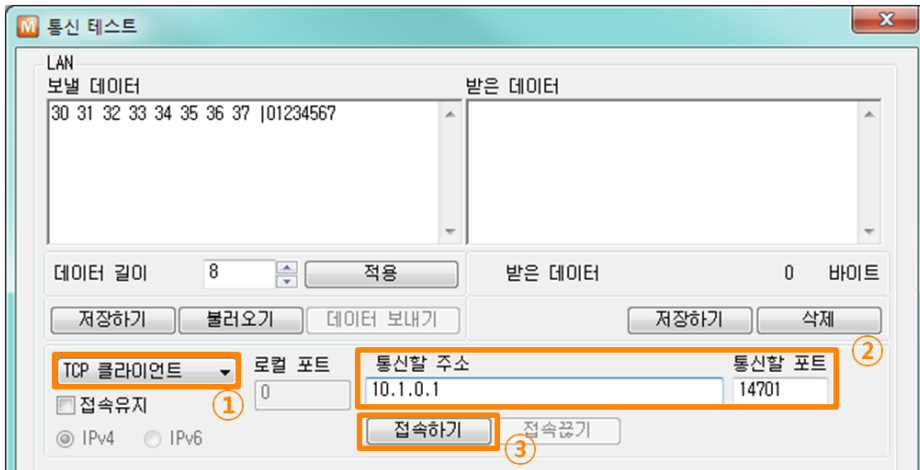 M 통신 테스트
LAN
보낼 데이터
받은 데이터
30 31 32 33 34 35 36 37 |01234567
데이터 길이 8 적용
받은 데이터 0 바이트
저장하기 불러오기 데이터 보내기
저장하기 삭제
TCP 클라이언트 로컬 포트 통신할 주소 통신할 포트 ②
0 10.1.0.1 14701
접속유지 ①
접속하기 ③ 접속끊기
IPv4 IPv6